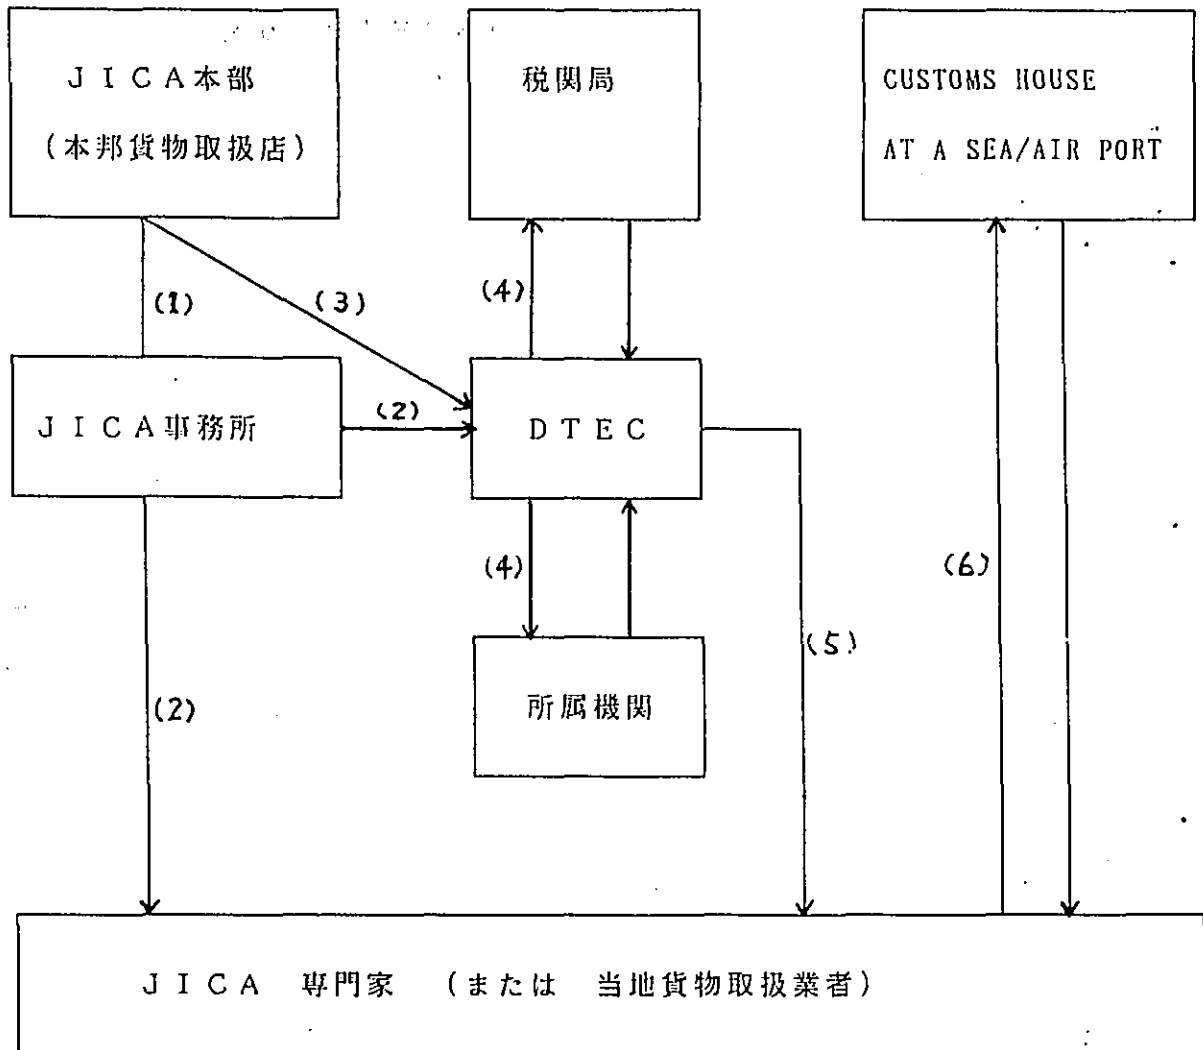 ＪＩＣＡ本部
（本邦貨物取扱店）
税関局
CUSTOMS HOUSE
AT A SEA/AIR PORT
(1)
(3)
(4)
ＪＩＣＡ事務所
(2)
ＤＴＥＣ
(4)
(6)
(5)
所属機関
(2)
ＪＩＣＡ　専門家　（または　当地貨物取扱業者）